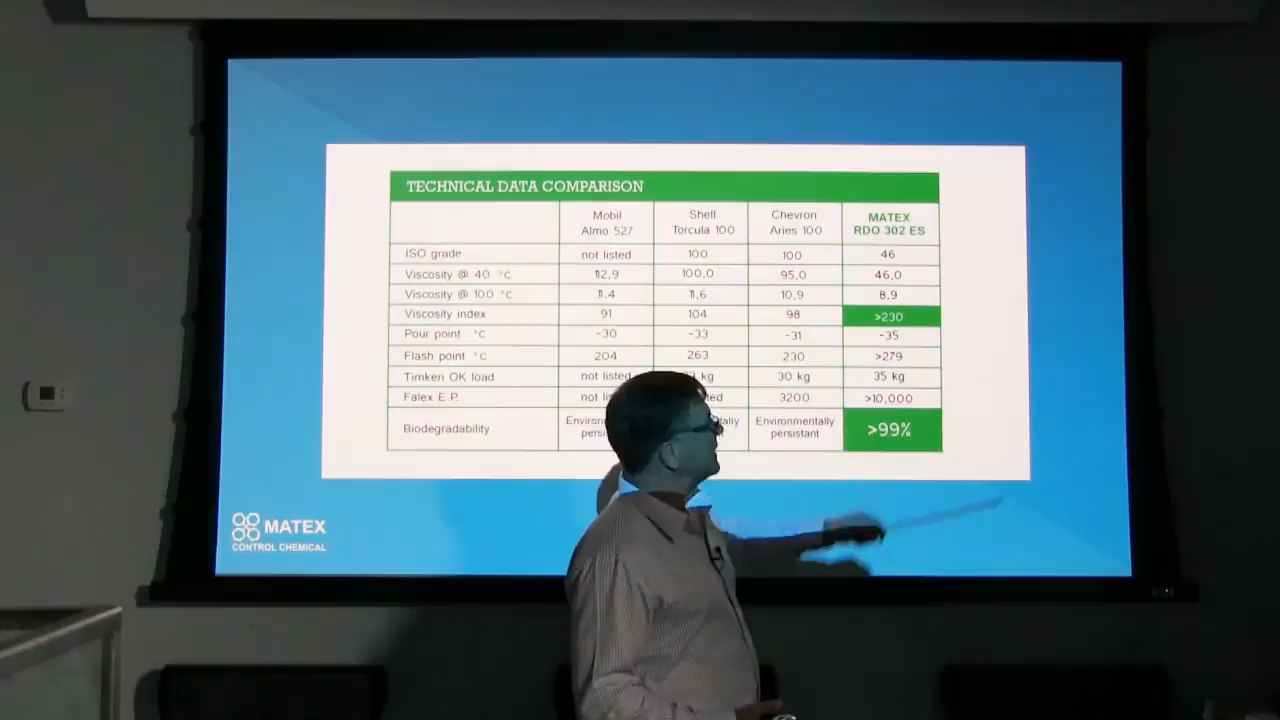 TECHNICAL DATA COMPARISON
Mobil Almo 527 Shell Torcula 100 Chevron Aries 100 MATEX RDO 302 ES
ISO grade not listed 100 100 46
Viscosity @ 40 °C 112,9 100,0 95,0 46,0
Viscosity @ 100 °C 11,4 11,6 10,9 8,9
Viscosity index 91 104 98 >230
Pour point °C -30 -33 -31 -35
Flash point °C 204 263 230 >279
Timken OK load not listed kg 30 kg 35 kg
Falex E.P. not 3200 >10,000
Biodegradability Environmentally persistant >99%
MATEX
CONTROL CHEMICAL